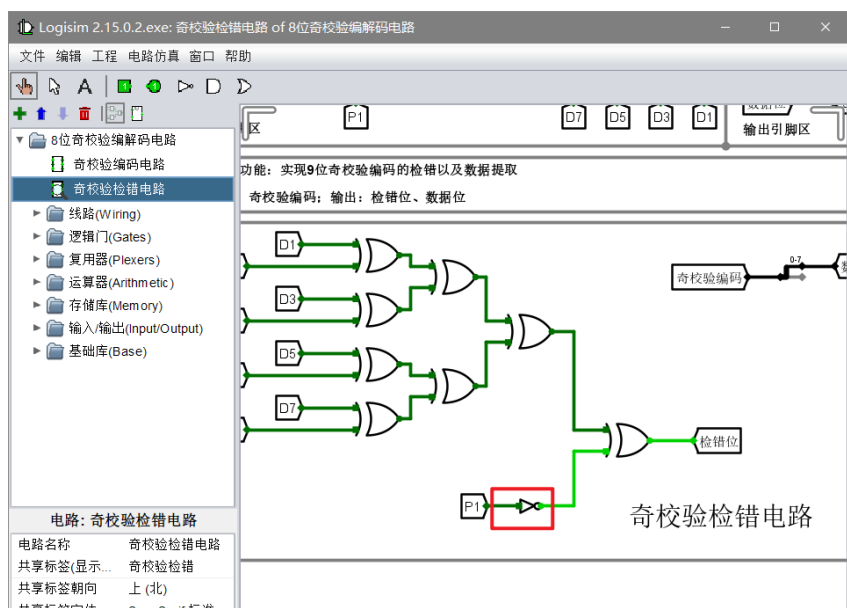 Logisim 2.15.0.2.exe: 奇校验检错电路 of 8位奇校验编解码电路
文件 编辑 工程 电路仿真 窗口 帮助
A
8位奇校验编解码电路
奇校验编码电路
奇校验检错电路
线路(Wiring)
逻辑门(Gates)
复用器(Plexers)
运算器(Arithmetic)
存储库(Memory)
输入/输出(Input/Output)
基础库(Base)
电路: 奇校验检错电路
电路名称 奇校验检错电路
共享标签(显示... 奇校验检错
共享标签朝向 上 (北)
区 P1 D7 D5 D3 D1 输出引脚区
功能：实现9位奇校验编码的检错以及数据提取
奇校验编码；输出：检错位、数据位
D1
0-7
奇校验编码
D3
D5
D7
检错位
P1
奇校验检错电路